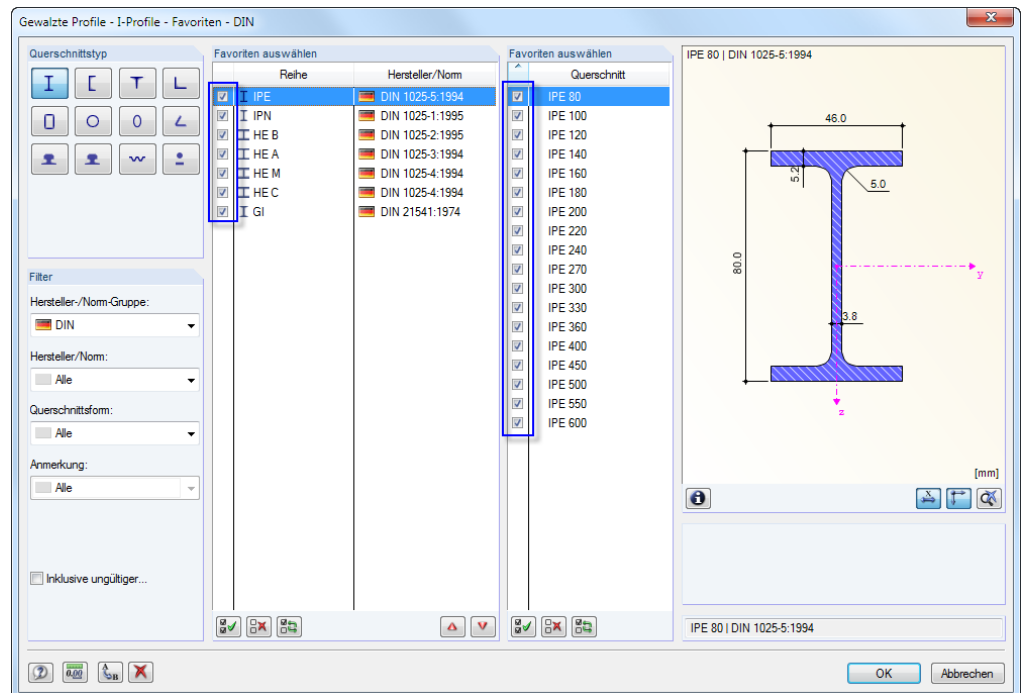 Gewalzte Profile - I-Profile - Favoriten - DIN
Querschnittstyp
Filter
Hersteller-/Norm-Gruppe:
DIN
Hersteller/Norm:
Alle
Querschnittsform:
Alle
Anmerkung:
Alle
Inklusive ungültiger...
Favoriten auswählen
Reihe Hersteller/Norm
IPE DIN 1025-5:1994
IPN DIN 1025-1:1995
HE B DIN 1025-2:1995
HE A DIN 1025-3:1994
HE M DIN 1025-4:1994
HE C DIN 1025-4:1994
GI DIN 21541:1974
Favoriten auswählen
Querschnitt
IPE 80
IPE 100
IPE 120
IPE 140
IPE 160
IPE 180
IPE 200
IPE 220
IPE 240
IPE 270
IPE 300
IPE 330
IPE 360
IPE 400
IPE 450
IPE 500
IPE 550
IPE 600
IPE 80 | DIN 1025-5:1994
46.0
5.2
5.0
80.0
y
3.8
z
[mm]
X
IPE 80 | DIN 1025-5:1994
0.00
A B
OK
Abbrechen